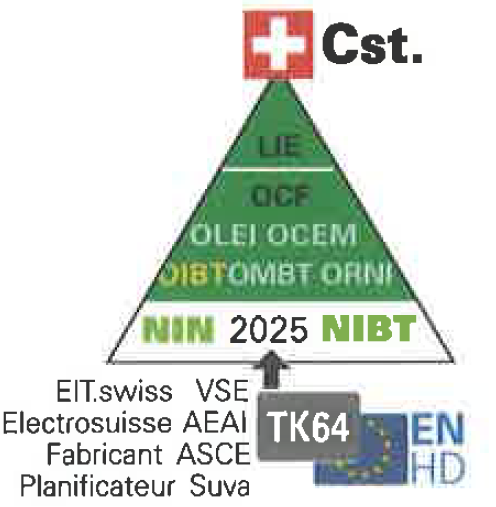 Cst.
LIE
OCF
OLEI OCEM
OIBT OMBT ORNI
NIN 2025 NIBT
EIT.swiss VSE
Electrosuisse AEAI
Fabricant ASCE
Planificateur Suva
TK64
EN
HD